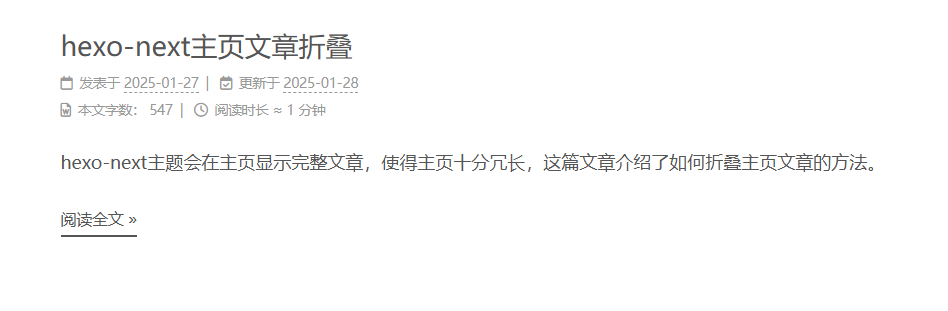 hexo-next主页文章折叠
发表于 2025-01-27 | 更新于 2025-01-28
本文字数： 547 | 阅读时长 ≈ 1 分钟
hexo-next主题会在主页显示完整文章，使得主页十分冗长，这篇文章介绍了如何折叠主页文章的方法。
阅读全文 »